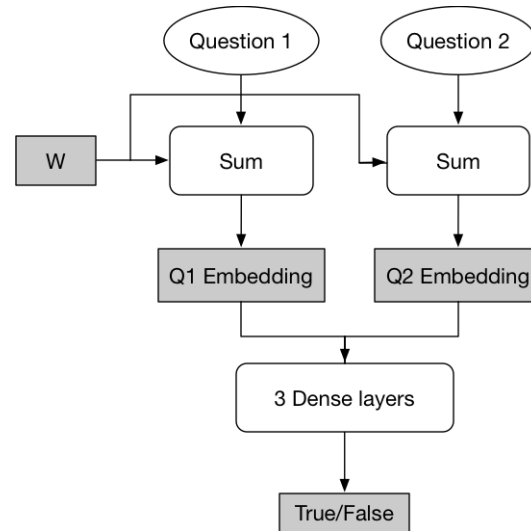 Question 1
Question 2
W
Sum
Sum
Q1 Embedding
Q2 Embedding
3 Dense layers
True/False